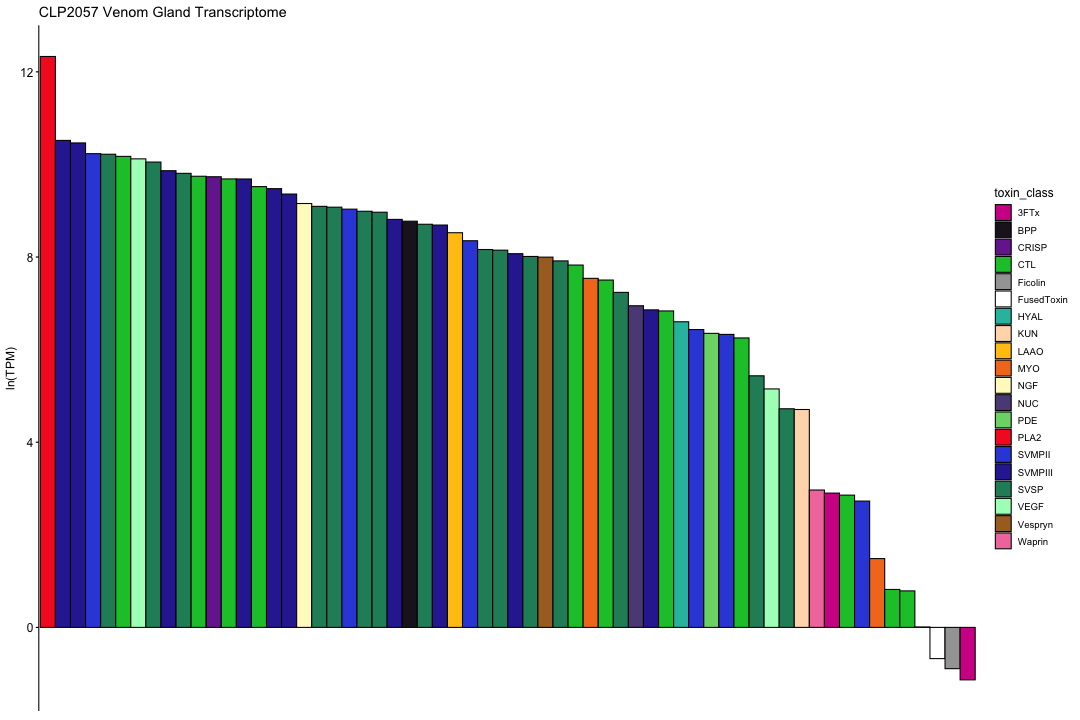 CLP2057 Venom Gland Transcriptome
12
8
4
0
ln(TPM)
toxin_class
3FTx
BPP
CRISP
CTL
Ficolin
FusedToxin
HYAL
KUN
LAAO
MYO
NGF
NUC
PDE
PLA2
SVMPII
SVMPIII
SVSP
VEGF
Vespryn
Waprin